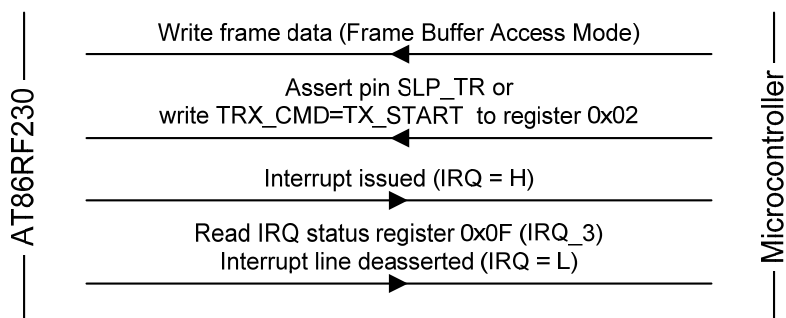 Write frame data (Frame Buffer Access Mode)
Assert pin SLP_TR or
write TRX_CMD=TX_START to register 0x02
Interrupt issued (IRQ = H)
Read IRQ status register 0x0F (IRQ_3)
Interrupt line deasserted (IRQ = L)
AT86RF230
Microcontroller